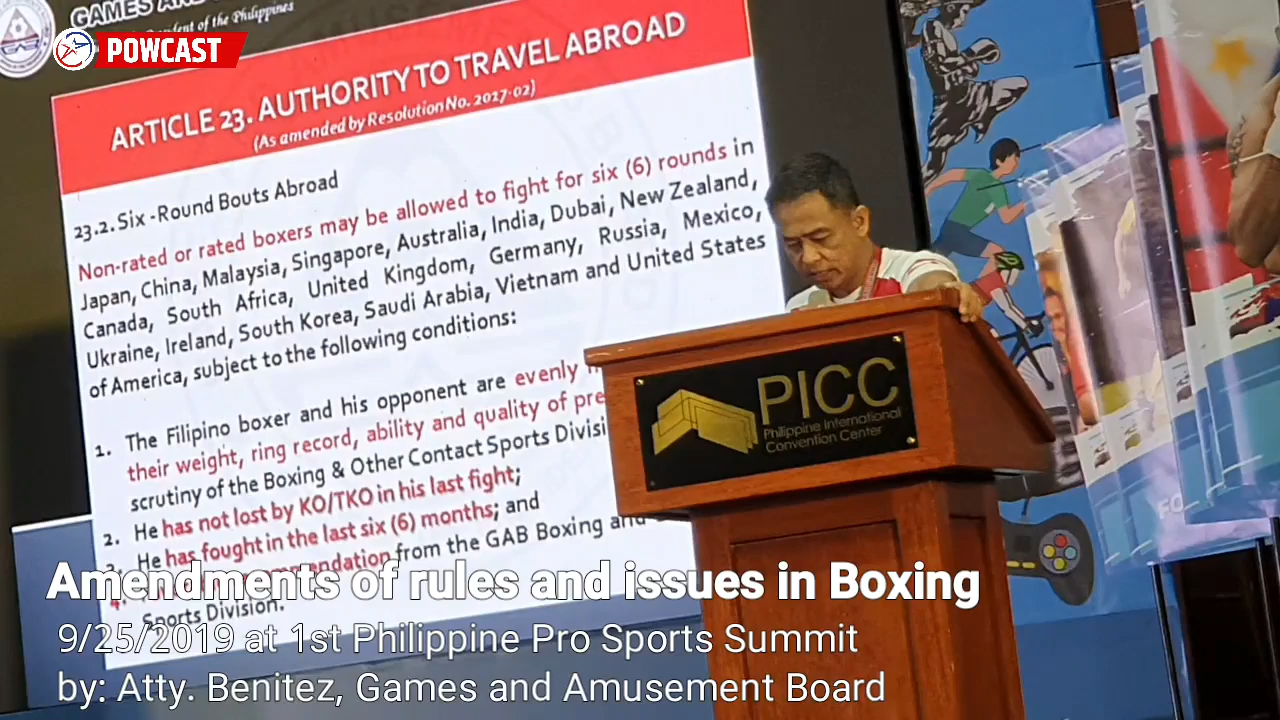 GAMES AND
of the Philippines
POWCAST
ARTICLE 23. AUTHORITY TO TRAVEL ABROAD
(As amended by Resolution No. 2017-02)
23.2. Six -Round Bouts Abroad
Non-rated or rated boxers may be allowed to fight for six (6) rounds in
Japan, China, Malaysia, Singapore, Australia, India, Dubai, New Zealand,
Canada, South Africa, United Kingdom, Germany, Russia, Mexico,
Ukraine, Ireland, South Korea, Saudi Arabia, Vietnam and United States
of America, subject to the following conditions:
1. The Filipino boxer and his opponent are evenly
their weight, ring record, ability and quality of
scrutiny of the Boxing & Other Contact Sports
2. He has not lost by KO/TKO in his last fight;
He has fought in the last six (6) months; and
4. from the GAB Boxing and
Sports Division.
PICC
Philippine International
Convention Center
Amendments of rules and issues in Boxing
9/25/2019 at 1st Philippine Pro Sports Summit
by: Atty. Benitez, Games and Amusement Board